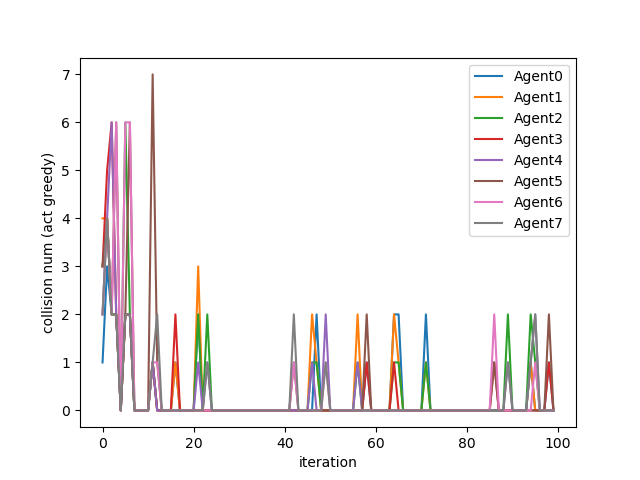 Agent0
Agent1
Agent2
Agent3
Agent4
Agent5
Agent6
Agent7
collision num (act greedy)
7
6
5
4
3
2
1
0
0 20 40 60 80 100
iteration